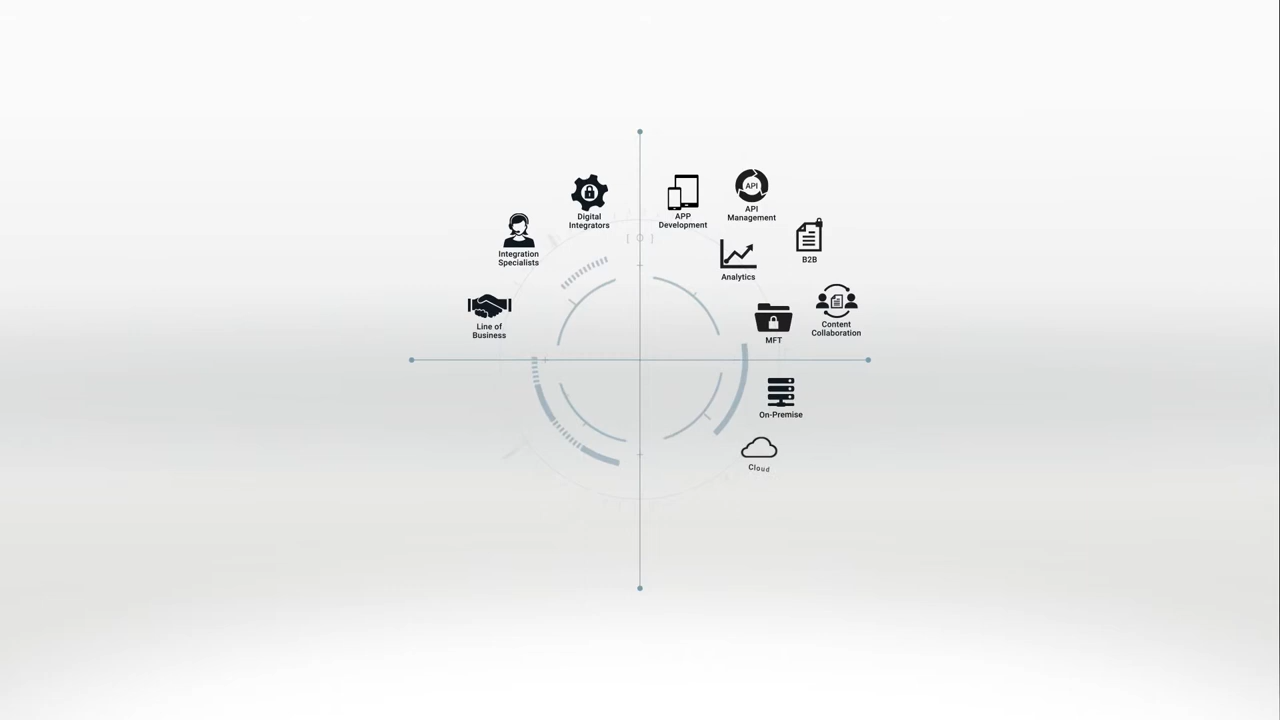 Digital
Integrators
APP
Development
API
API
Management
Integration
Specialists
B2B
Analytics
Line of
Business
Content
Collaboration
MFT
On-Premise
Cloud